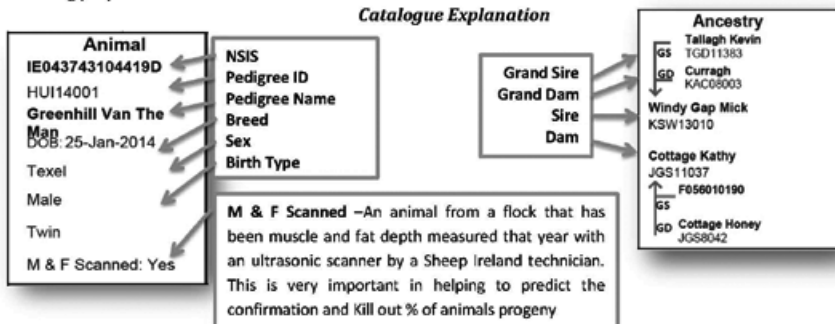 Catalogue Explanation
Animal
IE043743104419D
HUI14001
Greenhill Van The
Man
DOB: 25-Jan-2014
Texel
Male
Twin
M & F Scanned: Yes
NSIS
Pedigree ID
Pedigree Name
Breed
Sex
Birth Type
M & F Scanned –An animal from a flock that has
been muscle and fat depth measured that year with
an ultrasonic scanner by a Sheep Ireland technician.
This is very important in helping to predict the
confirmation and Kill out % of animals progeny
Grand Sire
Grand Dam
Sire
Dam
Ancestry
Tallagh Kevin
GS TGD11383
GD Curragh
KAC08003
Windy Gap Mick
KSW13010
Cottage Kathy
JGS11037
F056010190
GS
GD Cottage Honey
JGS8042